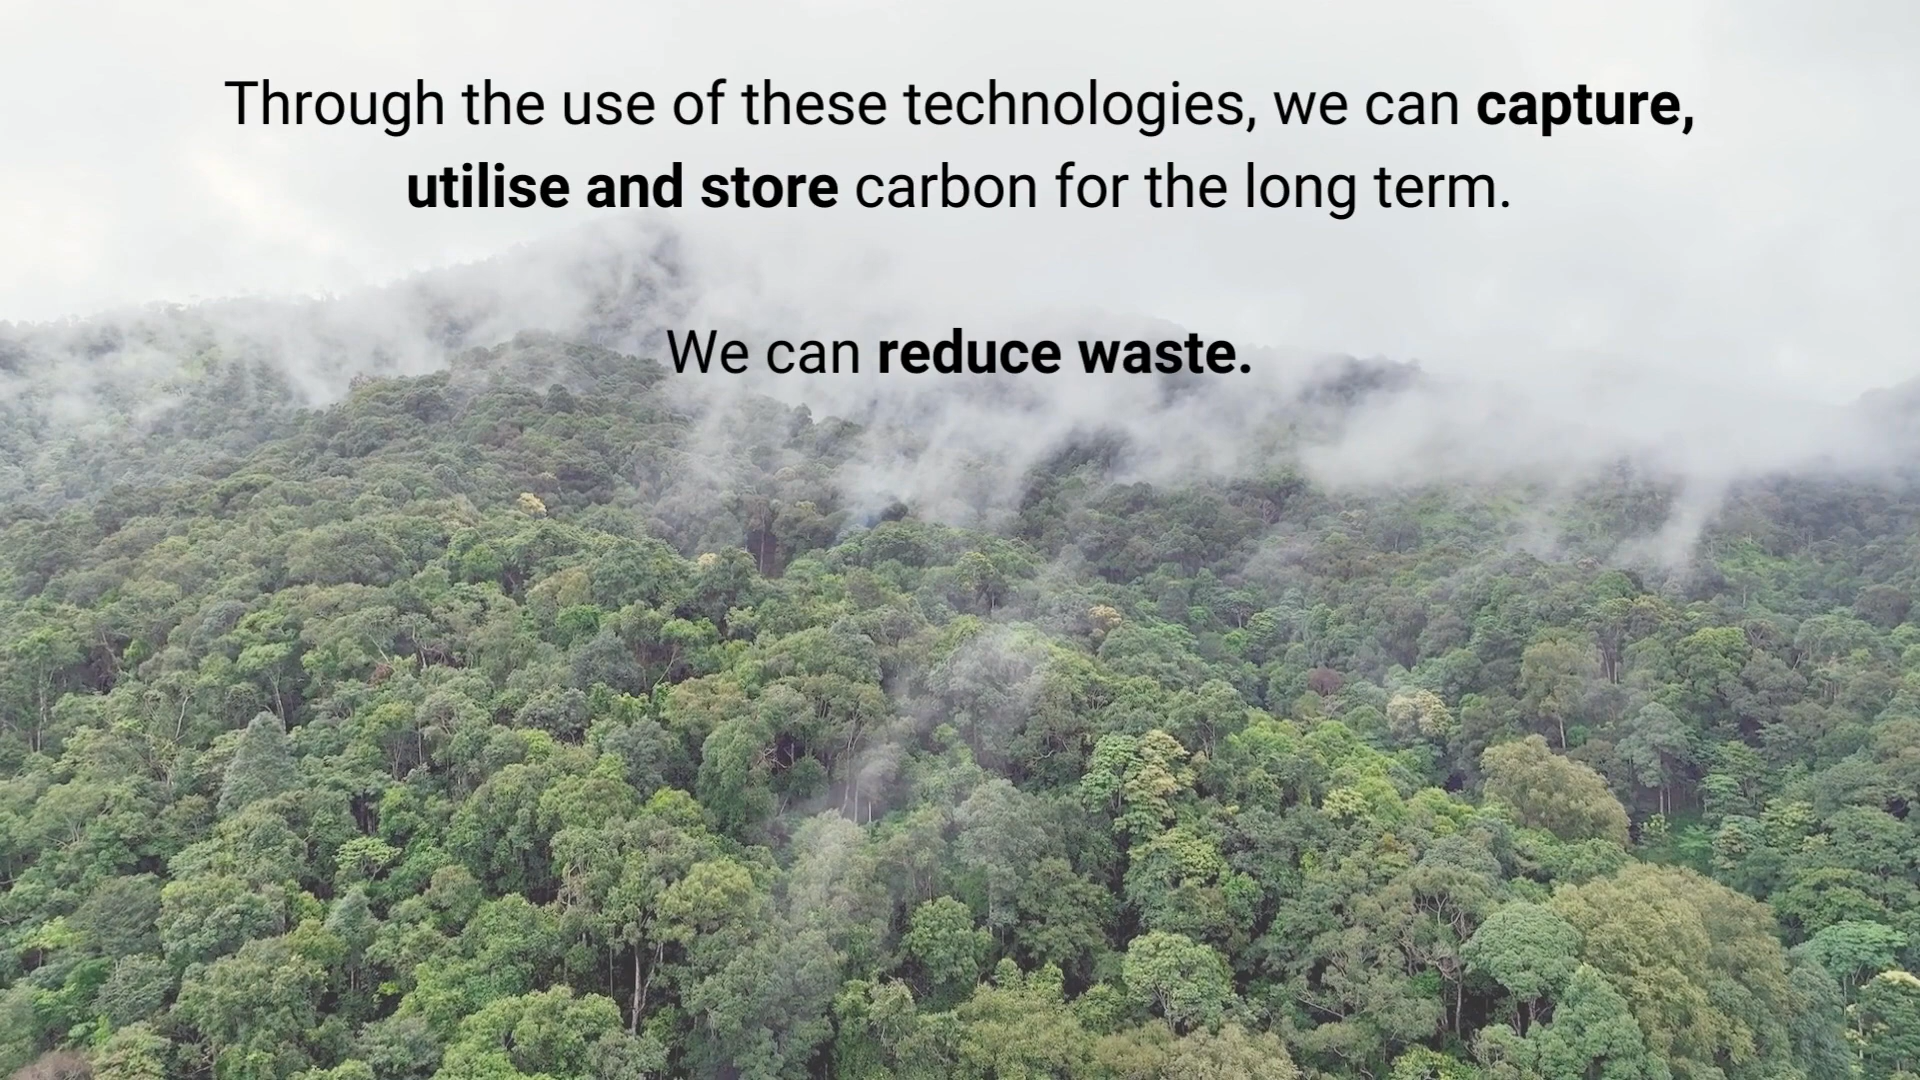 Through the use of these technologies, we can capture,
utilise and store carbon for the long term.
We can reduce waste.